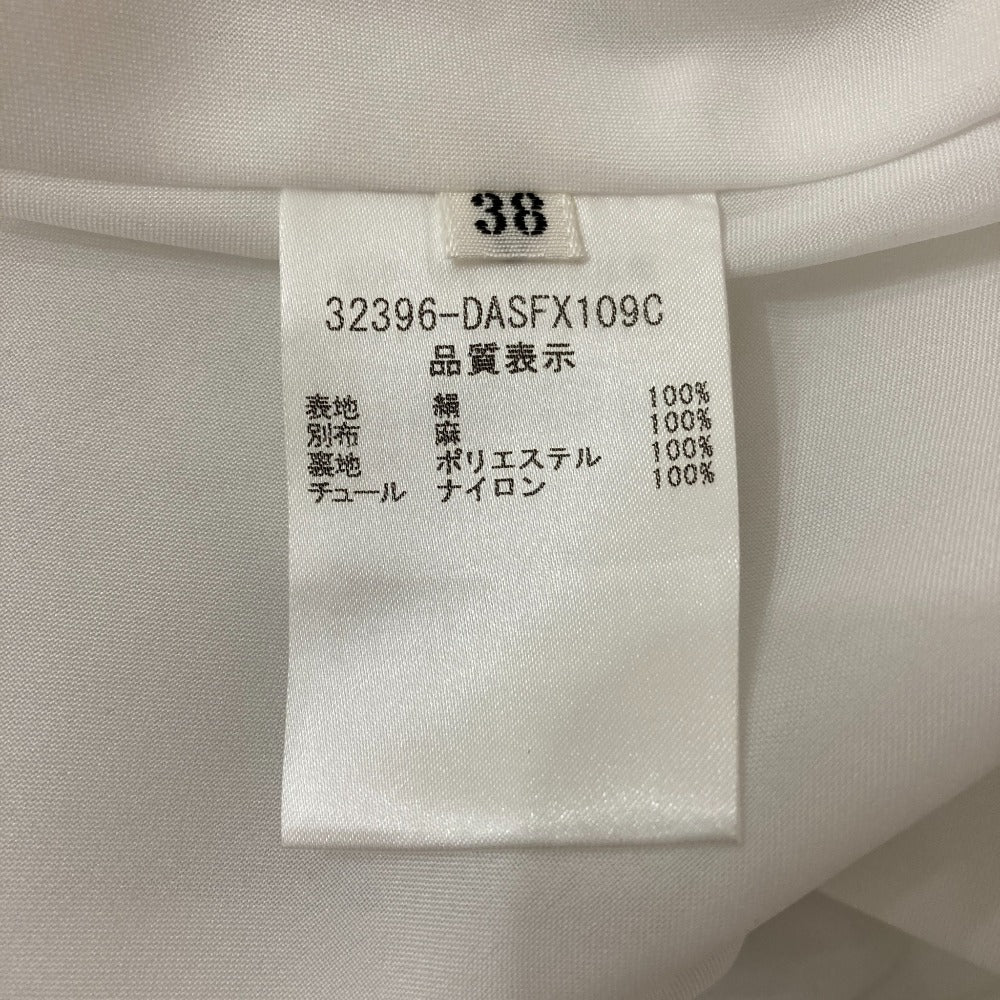 38
32396-DASFX109C
品質表示
表地 絹 100%
別布 麻 100%
裏地 ポリエステル 100%
チュール ナイロン 100%